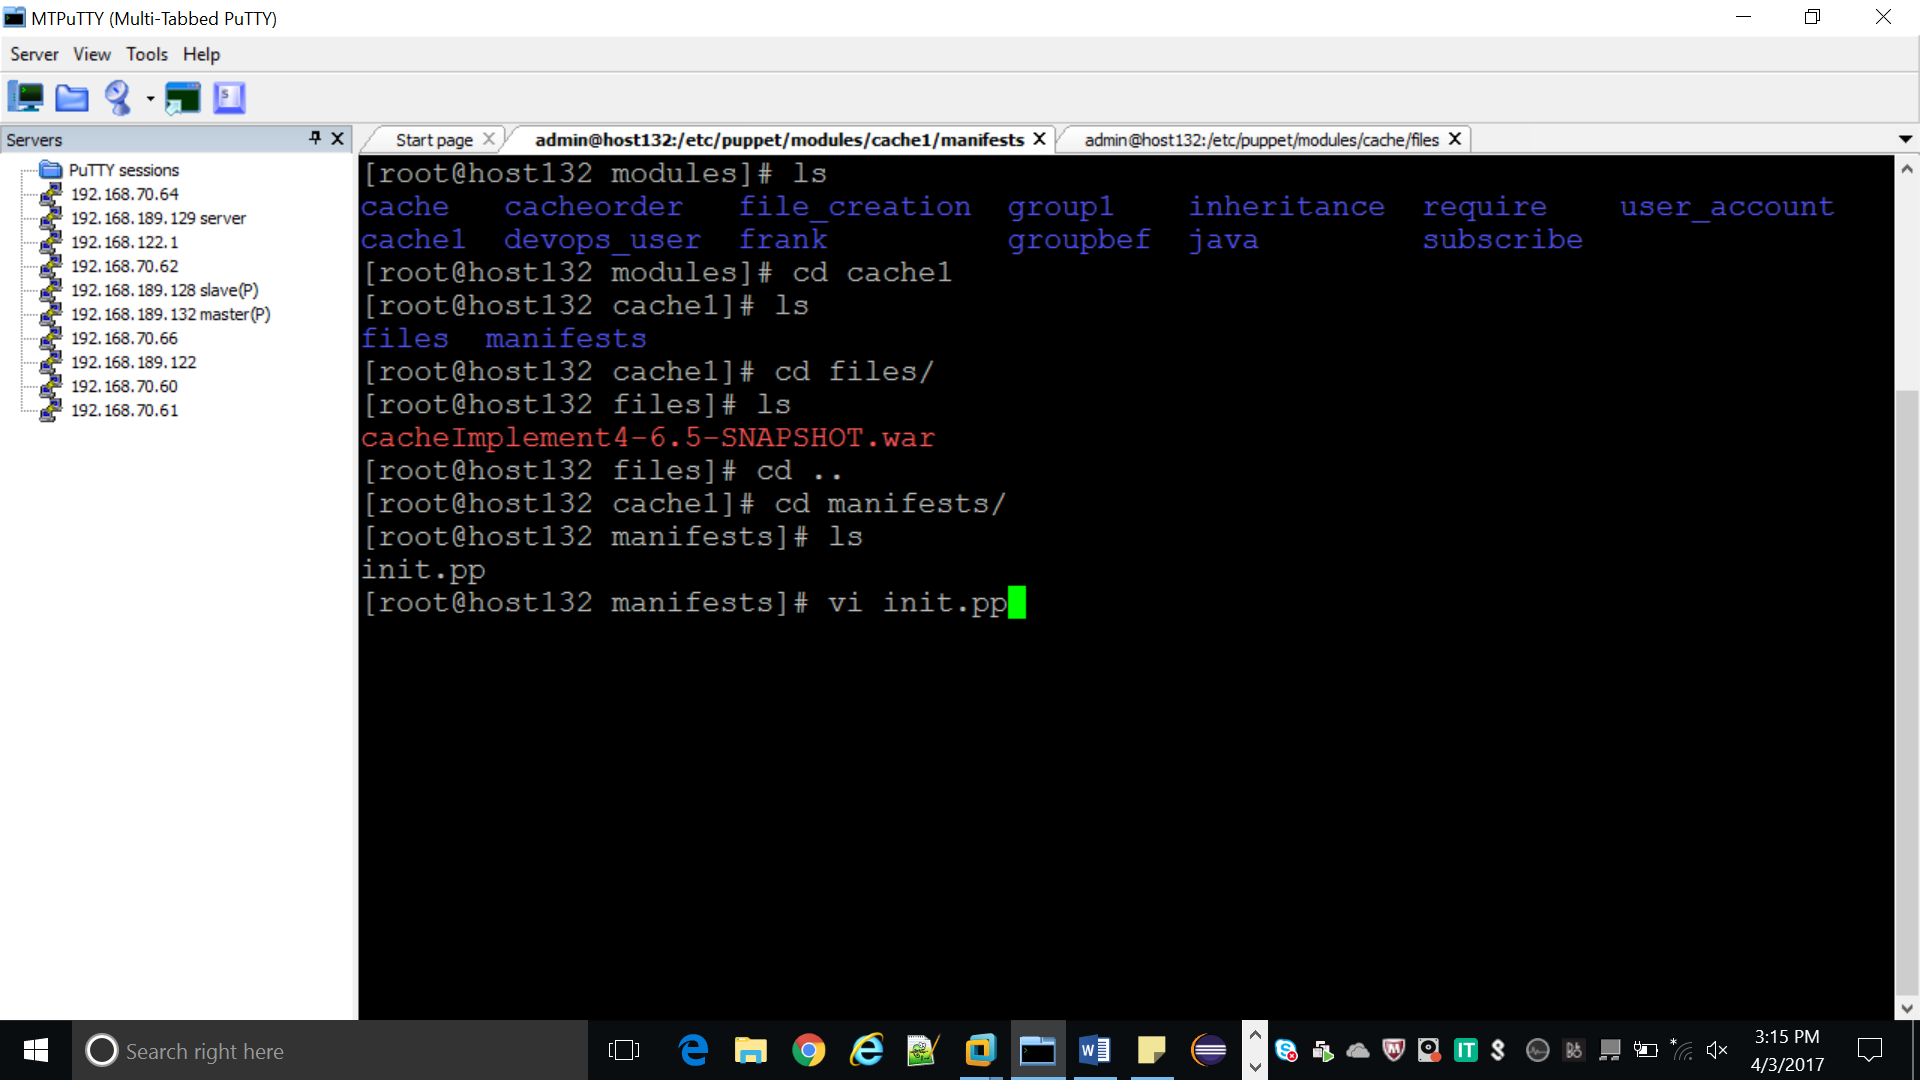 MTPuTTY (Multi-Tabbed PuTTY)
Server View Tools Help
Servers
PuTTY sessions
192.168.70.64
192.168.189.129 server
192.168.122.1
192.168.70.62
192.168.189.128 slave(P)
192.168.189.132 master(P)
192.168.70.66
192.168.189.122
192.168.70.60
192.168.70.61
Start page admin@host132:/etc/puppet/modules/cache1/manifests admin@host132:/etc/puppet/modules/cache/files
[root@host132 modules]# ls
cache cacheorder file_creation group1 inheritance require user_account
cache1 devops_user frank groupbef java subscribe
[root@host132 modules]# cd cache1
[root@host132 cache1]# ls
files manifests
[root@host132 cache1]# cd files/
[root@host132 files]# ls
cacheImplement4-6.5-SNAPSHOT.war
[root@host132 files]# cd ..
[root@host132 cache1]# cd manifests/
[root@host132 manifests]# ls
init.pp
[root@host132 manifests]# vi init.pp
Search right here
IT
3:15 PM
4/3/2017